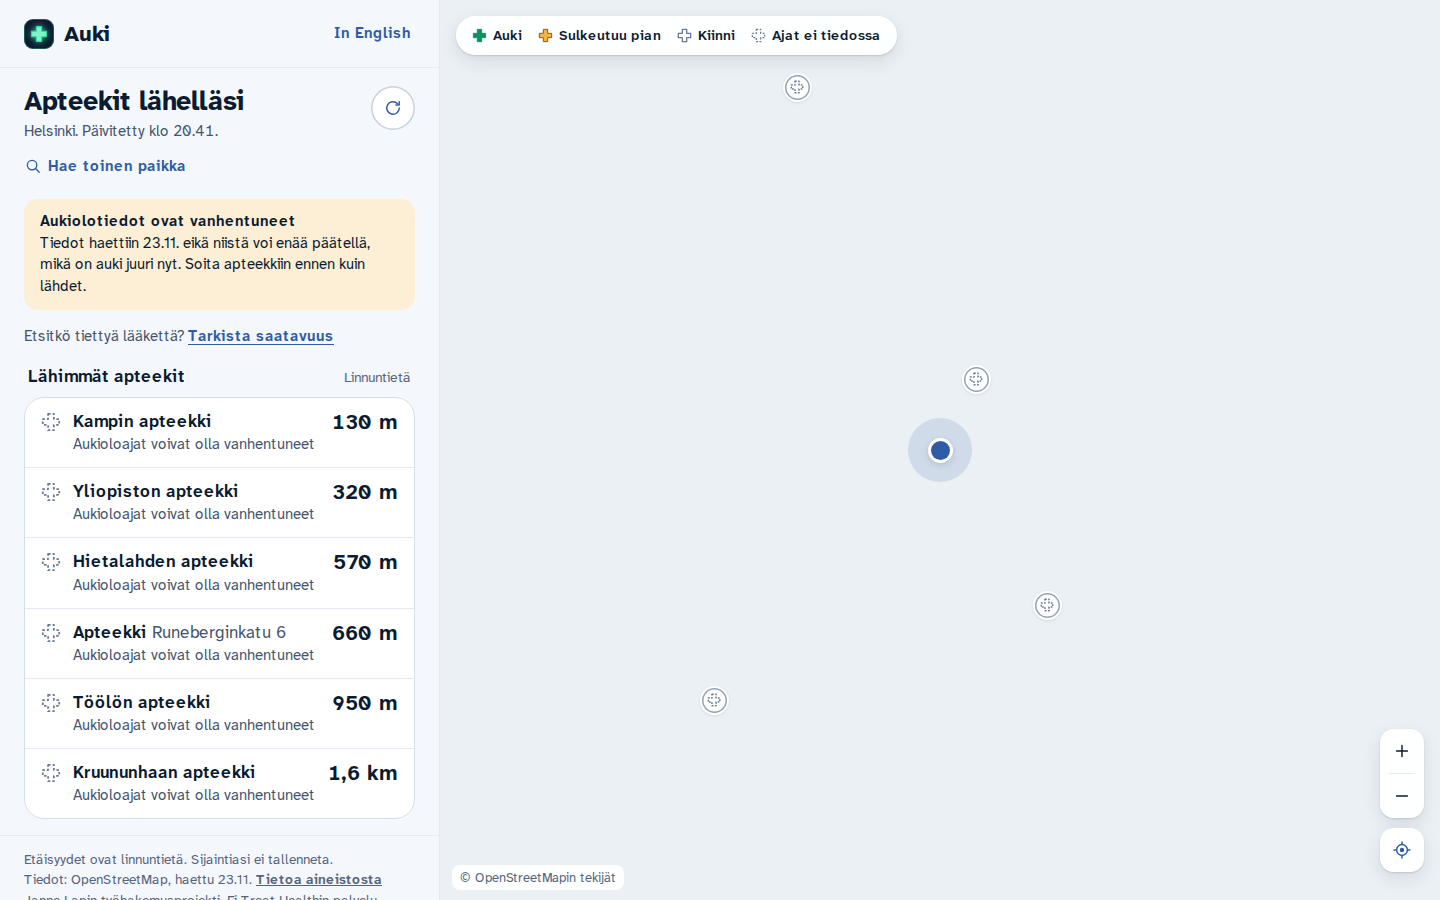 Auki
In English
Apteekit lähelläsi
Helsinki. Päivitetty klo 20.41.
Hae toinen paikka
Aukiolotiedot ovat vanhentuneet
Tiedot haettiin 23.11. eikä niistä voi enää päätellä,
mikä on auki juuri nyt. Soita apteekkiin ennen kuin
lähdet.
Etsitkö tiettyä lääkettä? Tarkista saatavuus
Lähimmät apteekit
Linnuntietä
Kampin apteekki 130 m
Aukioloajat voivat olla vanhentuneet
Yliopiston apteekki 320 m
Aukioloajat voivat olla vanhentuneet
Hietalahden apteekki 570 m
Aukioloajat voivat olla vanhentuneet
Apteekki Runeberginkatu 6 660 m
Aukioloajat voivat olla vanhentuneet
Töölön apteekki 950 m
Aukioloajat voivat olla vanhentuneet
Kruununhaan apteekki 1,6 km
Aukioloajat voivat olla vanhentuneet
Etäisyydet ovat linnuntietä. Sijaintiasi ei tallenneta.
Tiedot: OpenStreetMap, haettu 23.11. Tietoa aineistosta
Auki Sulkeutuu pian Kiinni Ajat ei tiedossa
© OpenStreetMapin tekijät